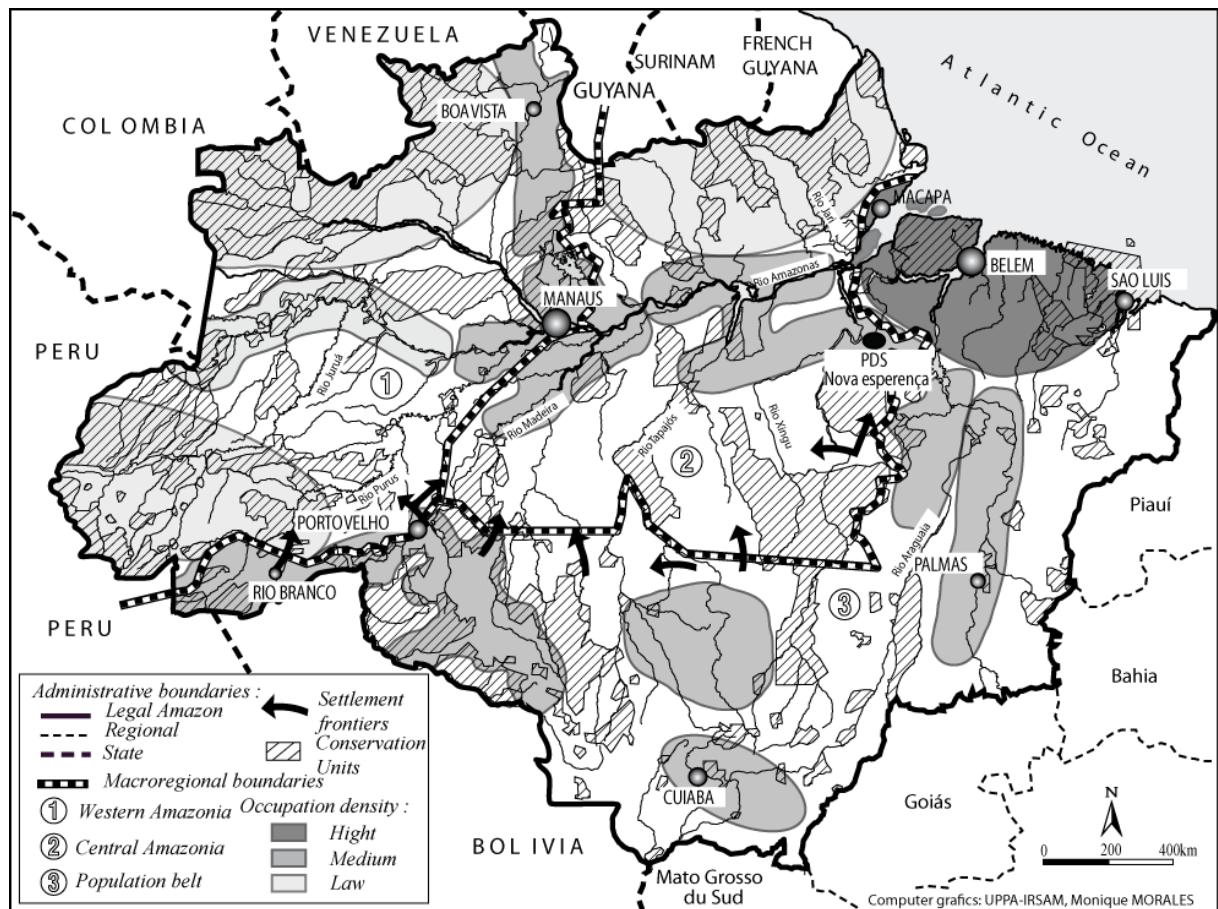 VENEZUELA
SURINAM
FRENCH
GUYANA
GUYANA
COLOMBIA
Atlantic Ocean
BOA VISTA
MACAPA
Rio Jari
Rio Amazonas
BELEM
SAO LUIS
MANAUS
PERU
PDS
Nova esperença
Rio Juruá
1
Rio Madeira
Rio Tapajós
Rio Xingu
2
Rio Purus
PORTO VELHO
Piauí
Rio Araguaia
PALMAS
RIO BRANCO
3
PERU
Bahia
CUIABA
Goiás
BOLIVIA
Mato Grosso
du Sud
Administrative boundaries :
Legal Amazon
Regional
State
Macroregional boundaries
1 Western Amazonia
2 Central Amazonia
3 Population belt
Settlement
frontiers
Conservation
Units
Occupation density :
Hight
Medium
Law
N
0 200 400km
Computer grafics: UPPA-IRSAM, Monique MORALES